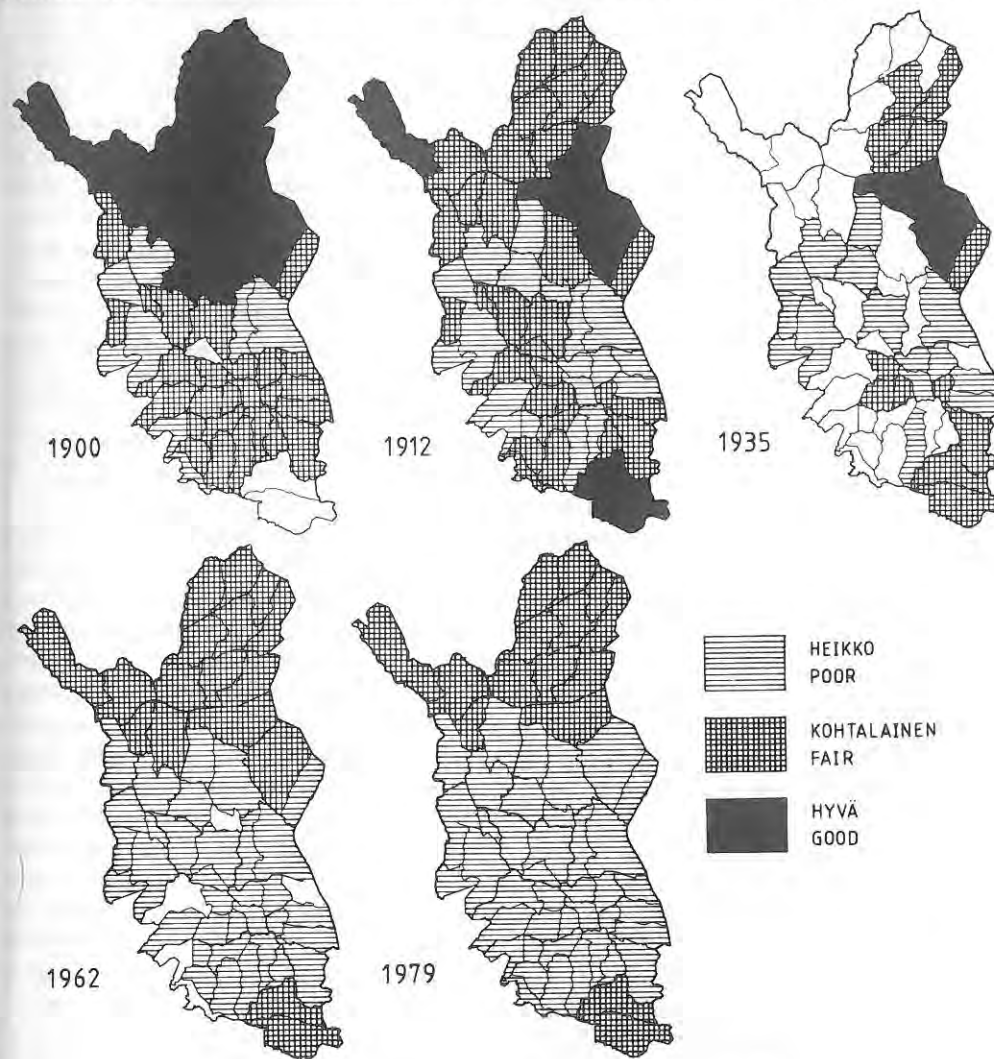 1900
1912
1935
1962
1979
HEIKKO
POOR
KOHTALAINEN
FAIR
HYVÄ
GOOD